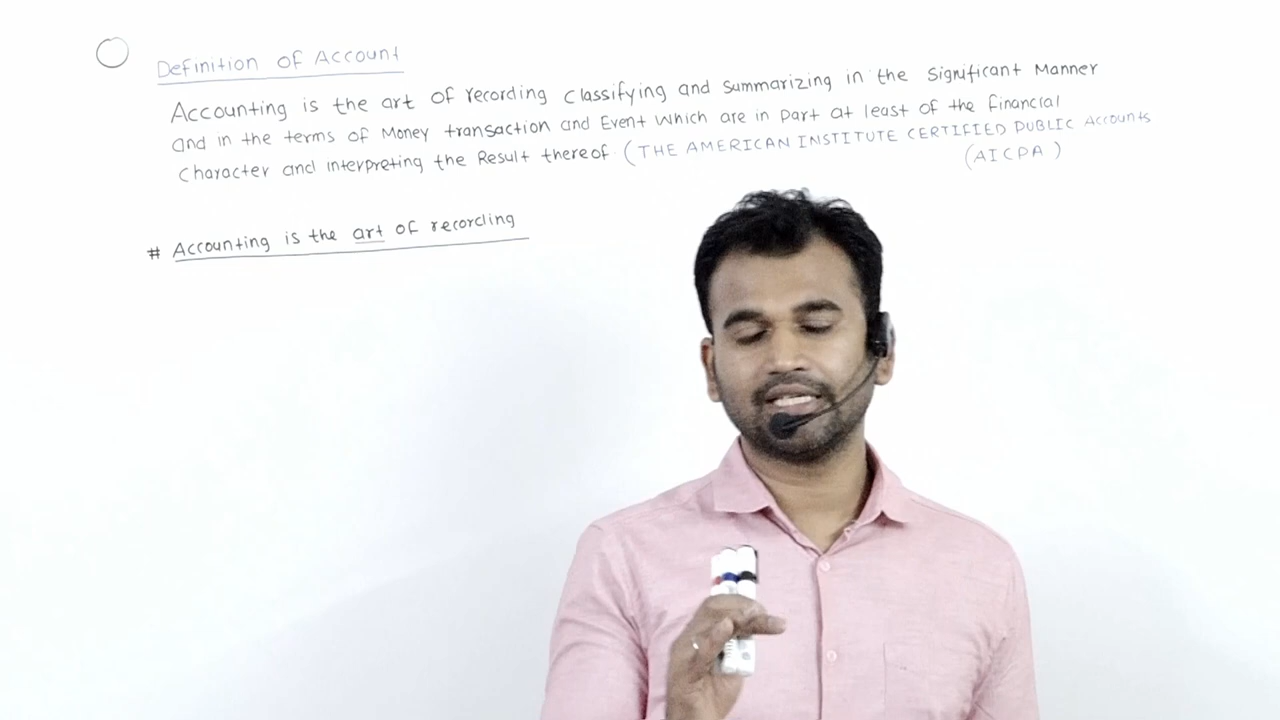 Definition of Account
Accounting is the art of recording classifying and summarizing in the significant Manner
and in the terms of Money transaction and Event which are in part at least of the financial
character and interpreting the Result thereof (THE AMERICAN INSTITUTE CERTIFIED PUBLIC Accounts
(AICPA)
# Accounting is the art of recording